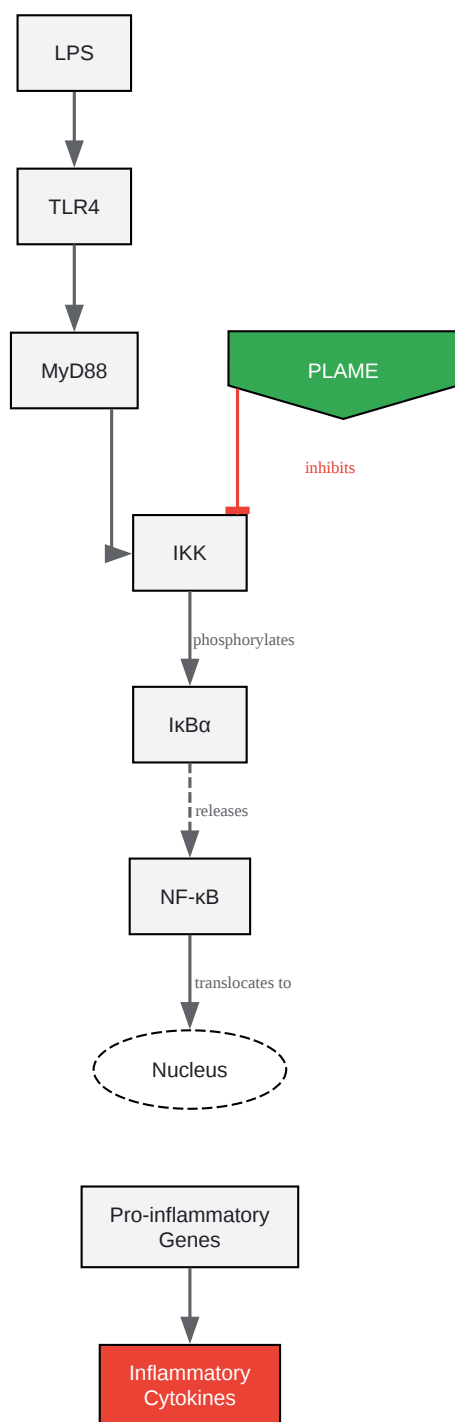 LPS
TLR4
MyD88
PLAME
inhibits
IKK
phosphorylates
IκBα
releases
NF-κB
translocates to
Nucleus
Pro-inflammatory
Genes
Inflammatory
Cytokines